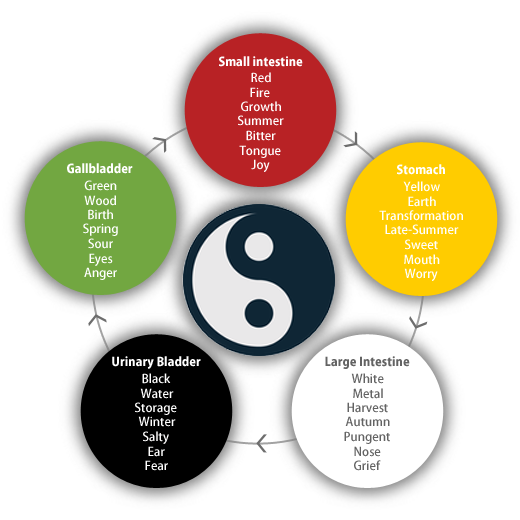 Small intestine
Red
Fire
Growth
Summer
Bitter
Tongue
Joy
Stomach
Yellow
Earth
Transformation
Late-Summer
Sweet
Mouth
Worry
Large Intestine
White
Metal
Harvest
Autumn
Pungent
Nose
Grief
Urinary Bladder
Black
Water
Storage
Winter
Salty
Ear
Fear
Gallbladder
Green
Wood
Birth
Spring
Sour
Eyes
Anger